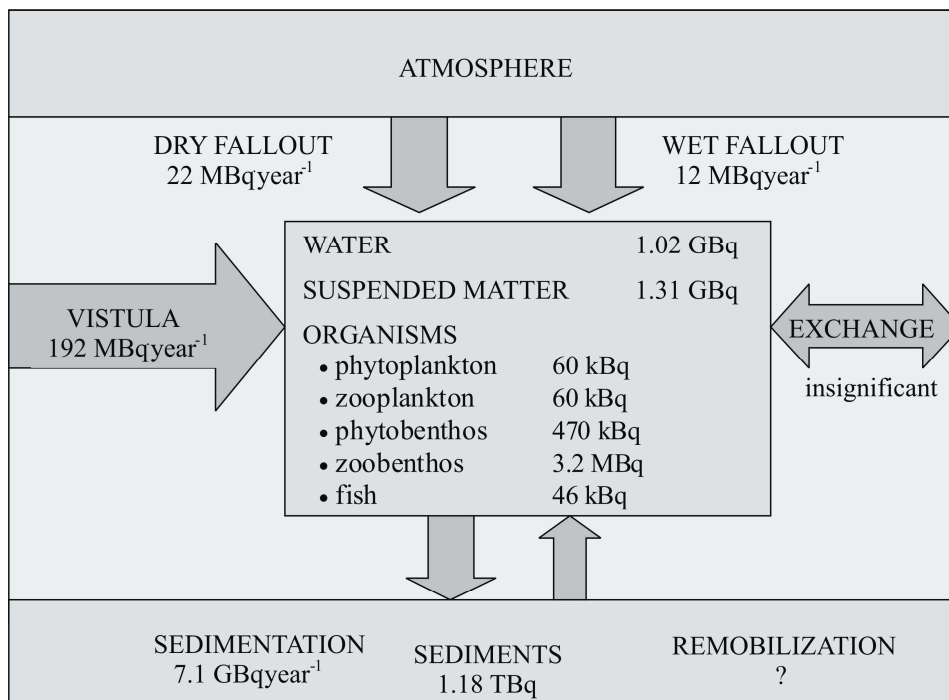 ATMOSPHERE
DRY FALLOUT
22 MBqyear⁻¹
WET FALLOUT
12 MBqyear⁻¹
WATER 1.02 GBq
SUSPENDED MATTER 1.31 GBq
ORGANISMS
• phytoplankton 60 kBq
• zooplankton 60 kBq
• phytobenthos 470 kBq
• zoobenthos 3.2 MBq
• fish 46 kBq
VISTULA
192 MBqyear⁻¹
EXCHANGE
insignificant
SEDIMENTATION
7.1 GBqyear⁻¹
SEDIMENTS
1.18 TBq
REMOBILIZATION
?